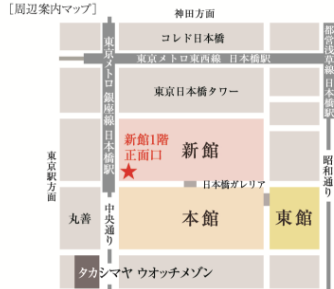 [周辺案内マップ]
神田方面
コレド日本橋
東京メトロ東西線 日本橋駅
東京メトロ 銀座線 日本橋駅
都営浅草線 日本橋駅
東京日本橋タワー
新館1階
正面口
新館
東京駅方面
昭和通り
日本橋ガレリア
丸善
中央通り
本館
東館
タカシマヤ ウオッチメゾン